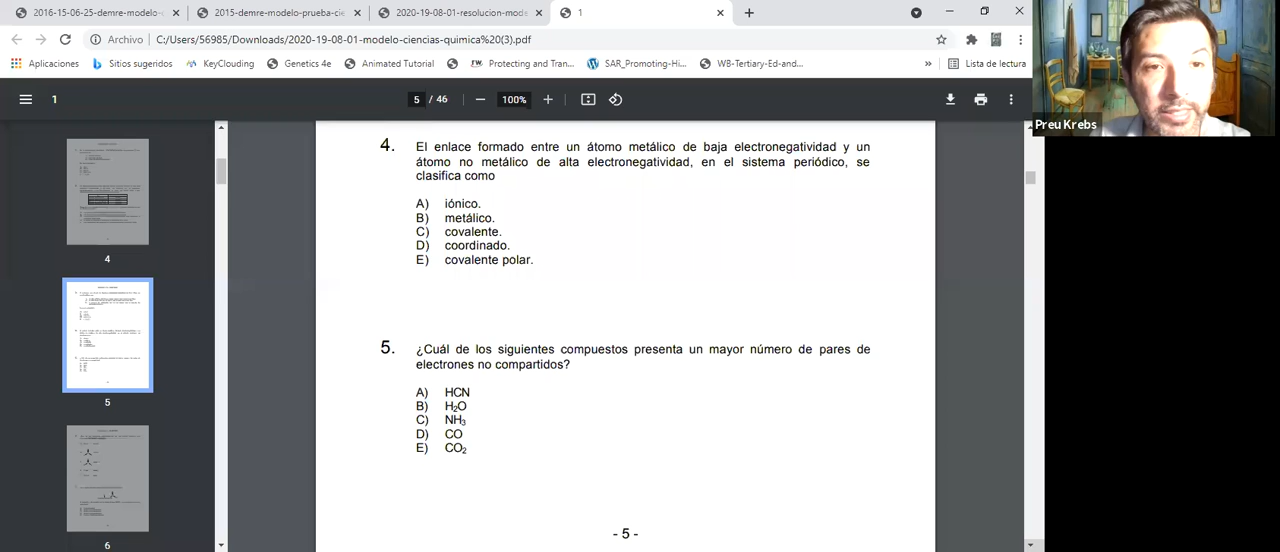 2016-15-06-25-demre-modelo-
2015-demre-modelo-prueba-cie
2020-19-08-01-resolucion-mode
1
Archivo
C:/Users/56985/Downloads/2020-19-08-01-modelo-ciencias-quimica%20(3).pdf
Aplicaciones
Sitios sugeridos
KeyClouding
Genetics 4e
Animated Tutorial
Protecting and Tran...
SAR_Promoting-Hi...
WB-Tertiary-Ed-and...
»
Lista de lectura
1
5 / 46
100%
Preu Krebs
4
5
6
4. El enlace formado entre un átomo metálico de baja electronegatividad y un
átomo no metálico de alta electronegatividad, en el sistema periódico, se
clasifica como
A) iónico.
B) metálico.
C) covalente.
D) coordinado.
E) covalente polar.
5. ¿Cuál de los siguientes compuestos presenta un mayor número de pares de
electrones no compartidos?
A) HCN
B) H₂O
C) NH₃
D) CO
E) CO₂
- 5 -